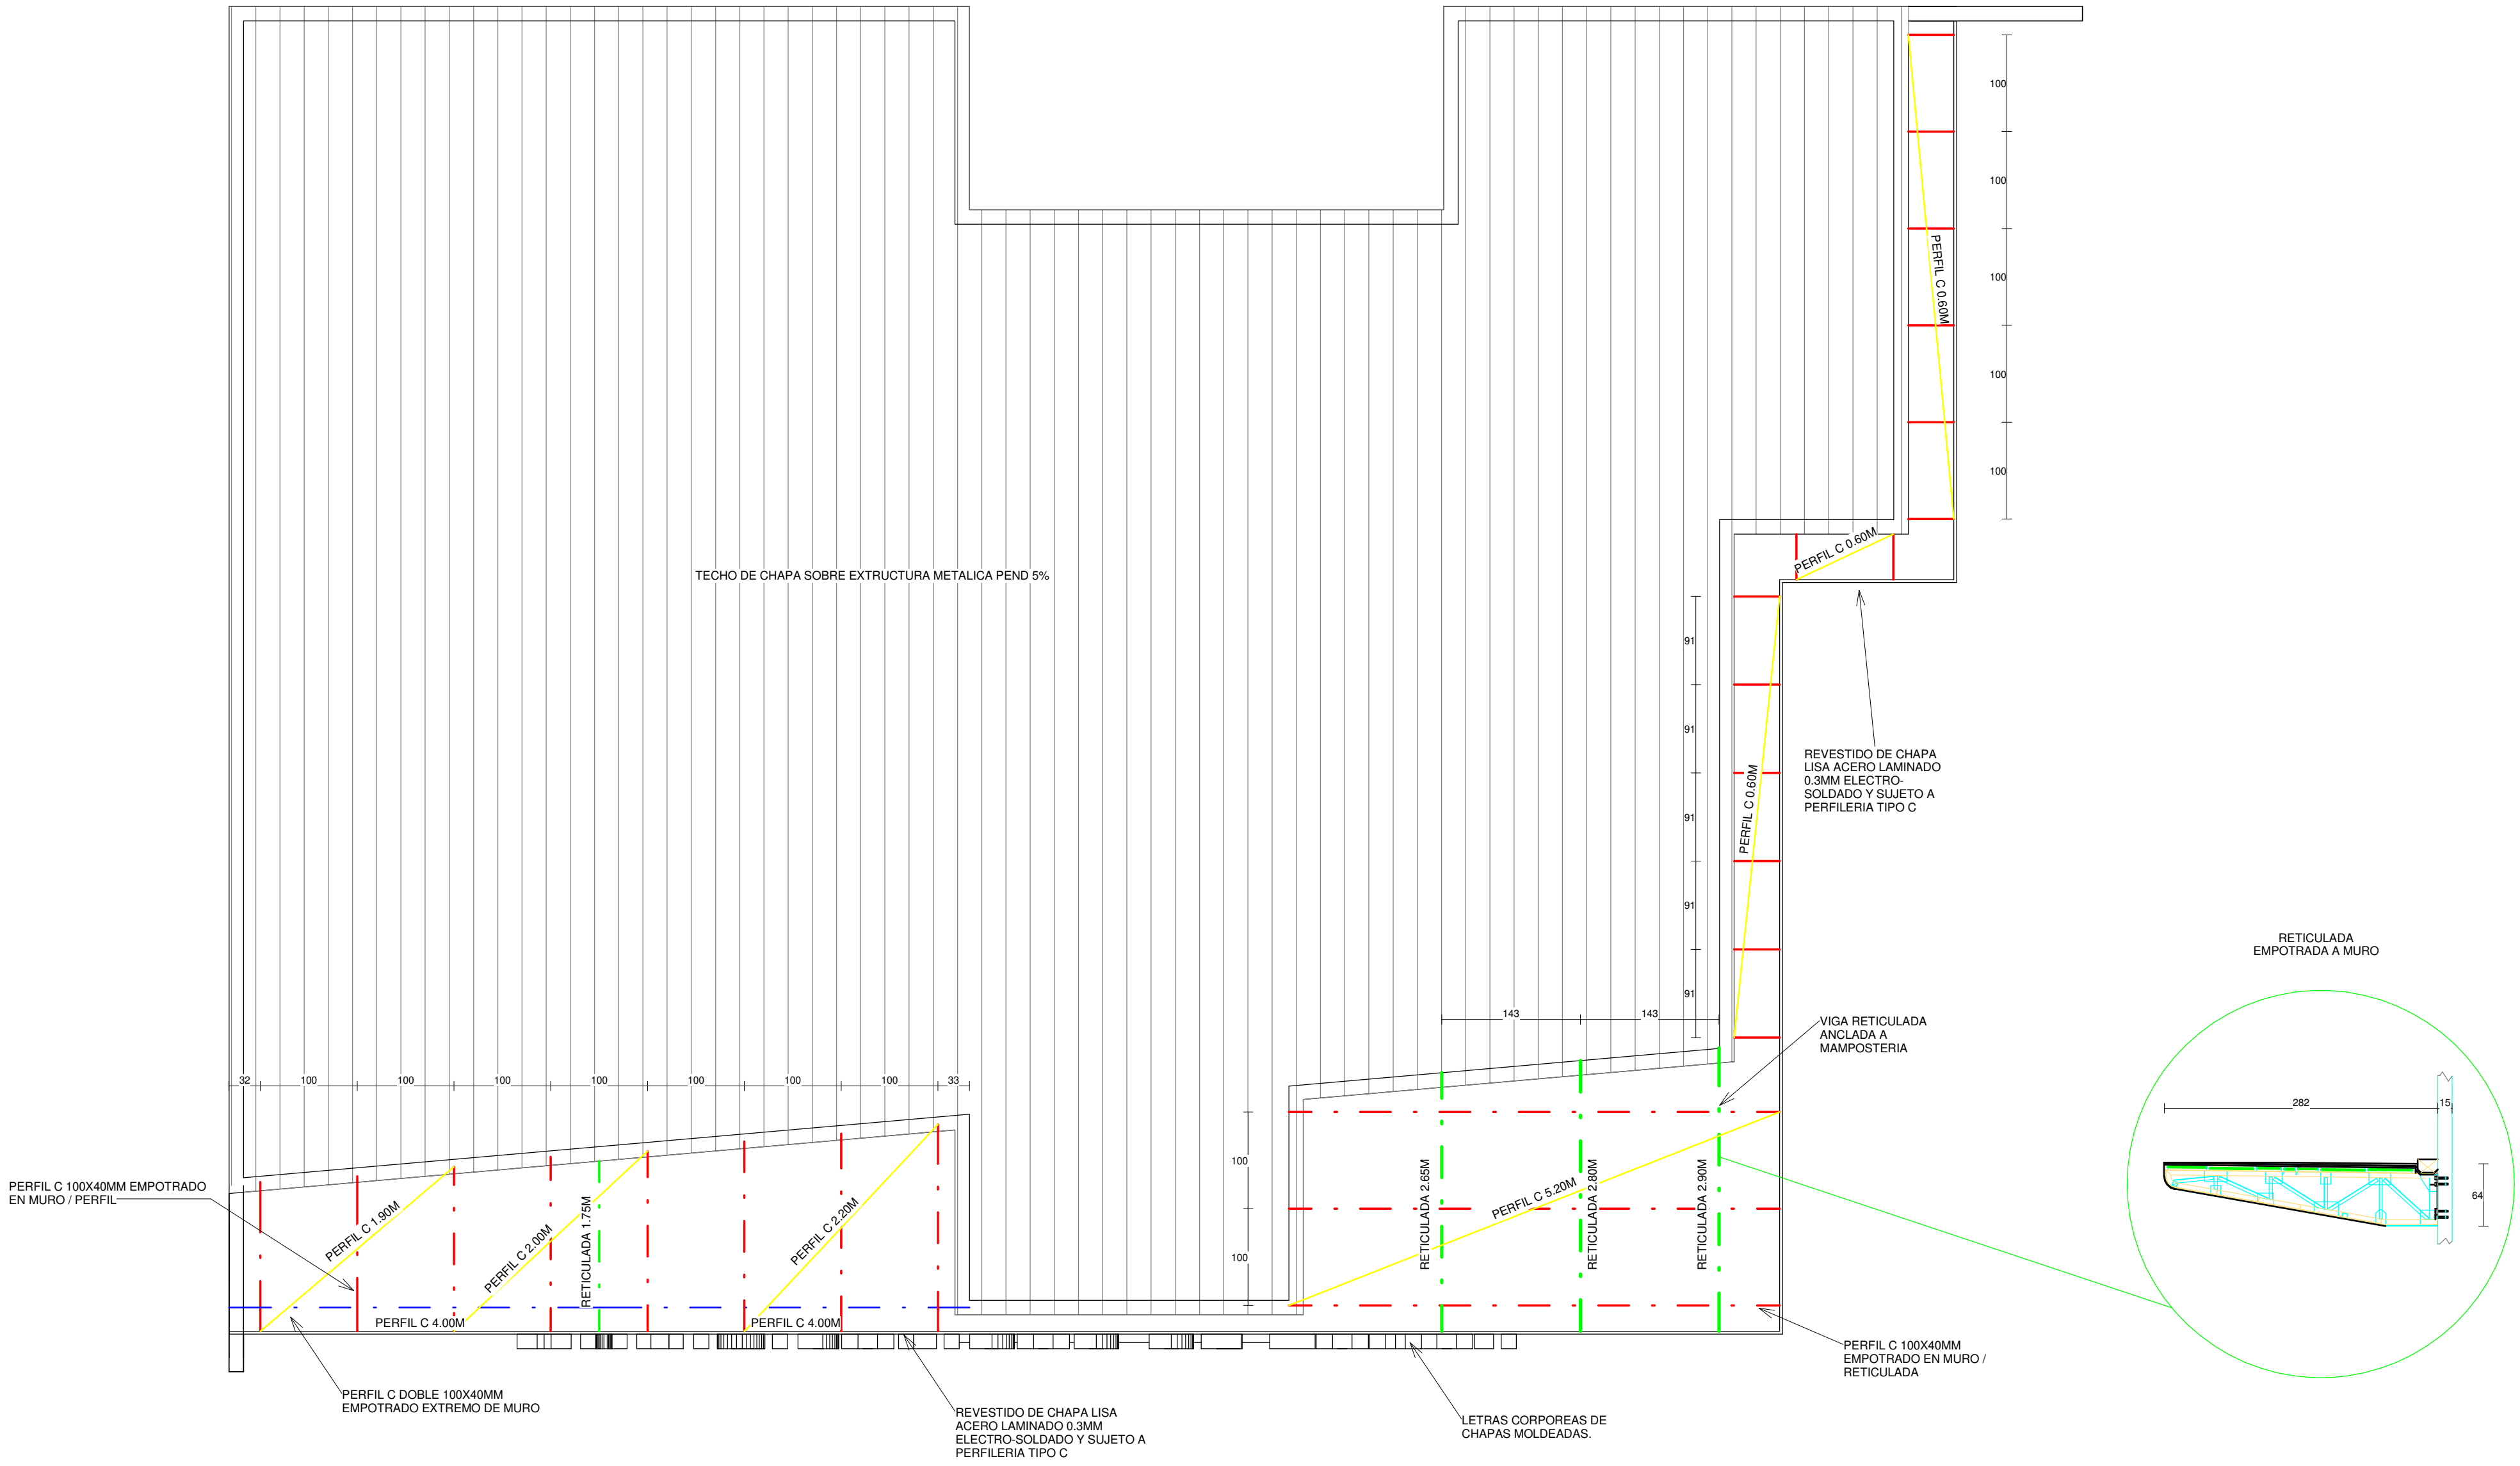 100
100
100
100
100
PERFIL C 0.60M
PERFIL C 0.60M
TECHO DE CHAPA SOBRE EXTRUCTURA METALICA PEND 5%
91
91
91
91
91
PERFIL C 0.60M
REVESTIDO DE CHAPA
LISA ACERO LAMINADO
0.3MM ELECTRO-
SOLDADO Y SUJETO A
PERFILERIA TIPO C
RETICULADA
EMPOTRADA A MURO
282
15
64
143
143
VIGA RETICULADA
ANCLADA A
MAMPOSTERIA
32
100
100
100
100
100
100
100
33
PERFIL C 100X40MM EMPOTRADO
EN MURO / PERFIL
PERFIL C 1.90M
PERFIL C 2.00M
RETICULADA 1.75M
PERFIL C 2.20M
100
100
RETICULADA 2.65M
PERFIL C 5.20M
RETICULADA 2.80M
RETICULADA 2.90M
PERFIL C 4.00M
PERFIL C 4.00M
PERFIL C 100X40MM
EMPOTRADO EN MURO /
RETICULADA
PERFIL C DOBLE 100X40MM
EMPOTRADO EXTREMO DE MURO
REVESTIDO DE CHAPA LISA
ACERO LAMINADO 0.3MM
ELECTRO-SOLDADO Y SUJETO A
PERFILERIA TIPO C
LETRAS CORPOREAS DE
CHAPAS MOLDEADAS.